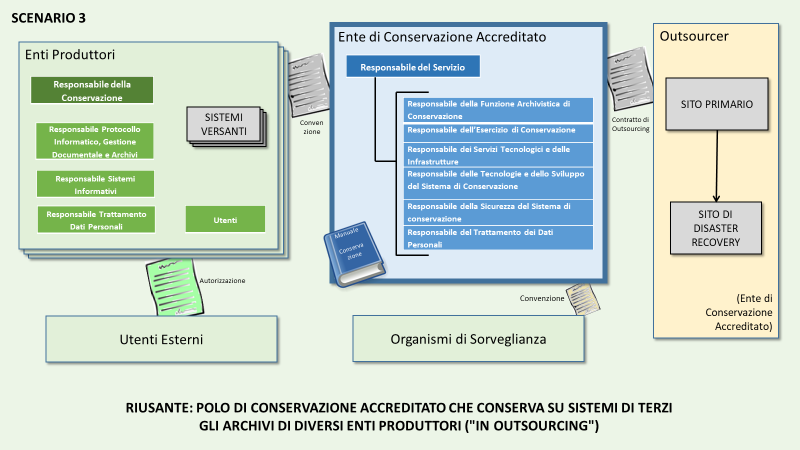 SCENARIO 3
Enti Produttori
Responsabile della
Conservazione
Responsabile Protocollo
Informatico, Gestione
Documentale e Archivi
Responsabile Sistemi
Informativi
Responsabile Trattamento
Dati Personali
SISTEMI
VERSANTI
Utenti
Conven
zione
Ente di Conservazione Accreditato
Responsabile del Servizio
Responsabile della Funzione Archivistica di
Conservazione
Responsabile dell'Esercizio di Conservazione
Responsabile dei Servizi Tecnologici e delle
Infrastrutture
Responsabile delle Tecnologie e dello Sviluppo
del Sistema di Conservazione
Responsabile della Sicurezza del Sistema di
conservazione
Responsabile del Trattamento dei Dati
Personali
Manuale
Conserva
zione
Contratto di
Outsourcing
Outsourcer
SITO PRIMARIO
SITO DI
DISASTER
RECOVERY
(Ente di
Conservazione
Accreditato)
Autorizzazione
Convenzione
Utenti Esterni
Organismi di Sorveglianza
RIUSANTE: POLO DI CONSERVAZIONE ACCREDITATO CHE CONSERVA SU SISTEMI DI TERZI
GLI ARCHIVI DI DIVERSI ENTI PRODUTTORI ("IN OUTSOURCING")